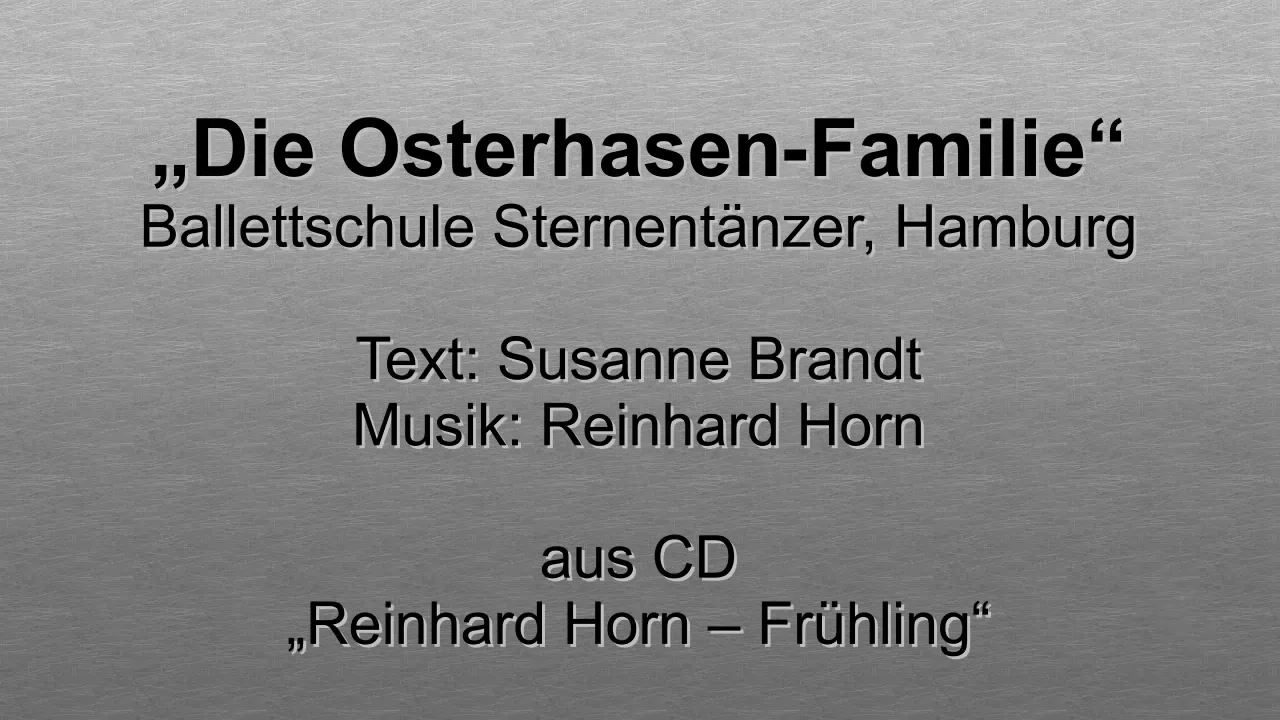 „Die Osterhasen-Familie“
Ballettschule Sternentänzer, Hamburg
Text: Susanne Brandt
Musik: Reinhard Horn
aus CD
„Reinhard Horn – Frühling“